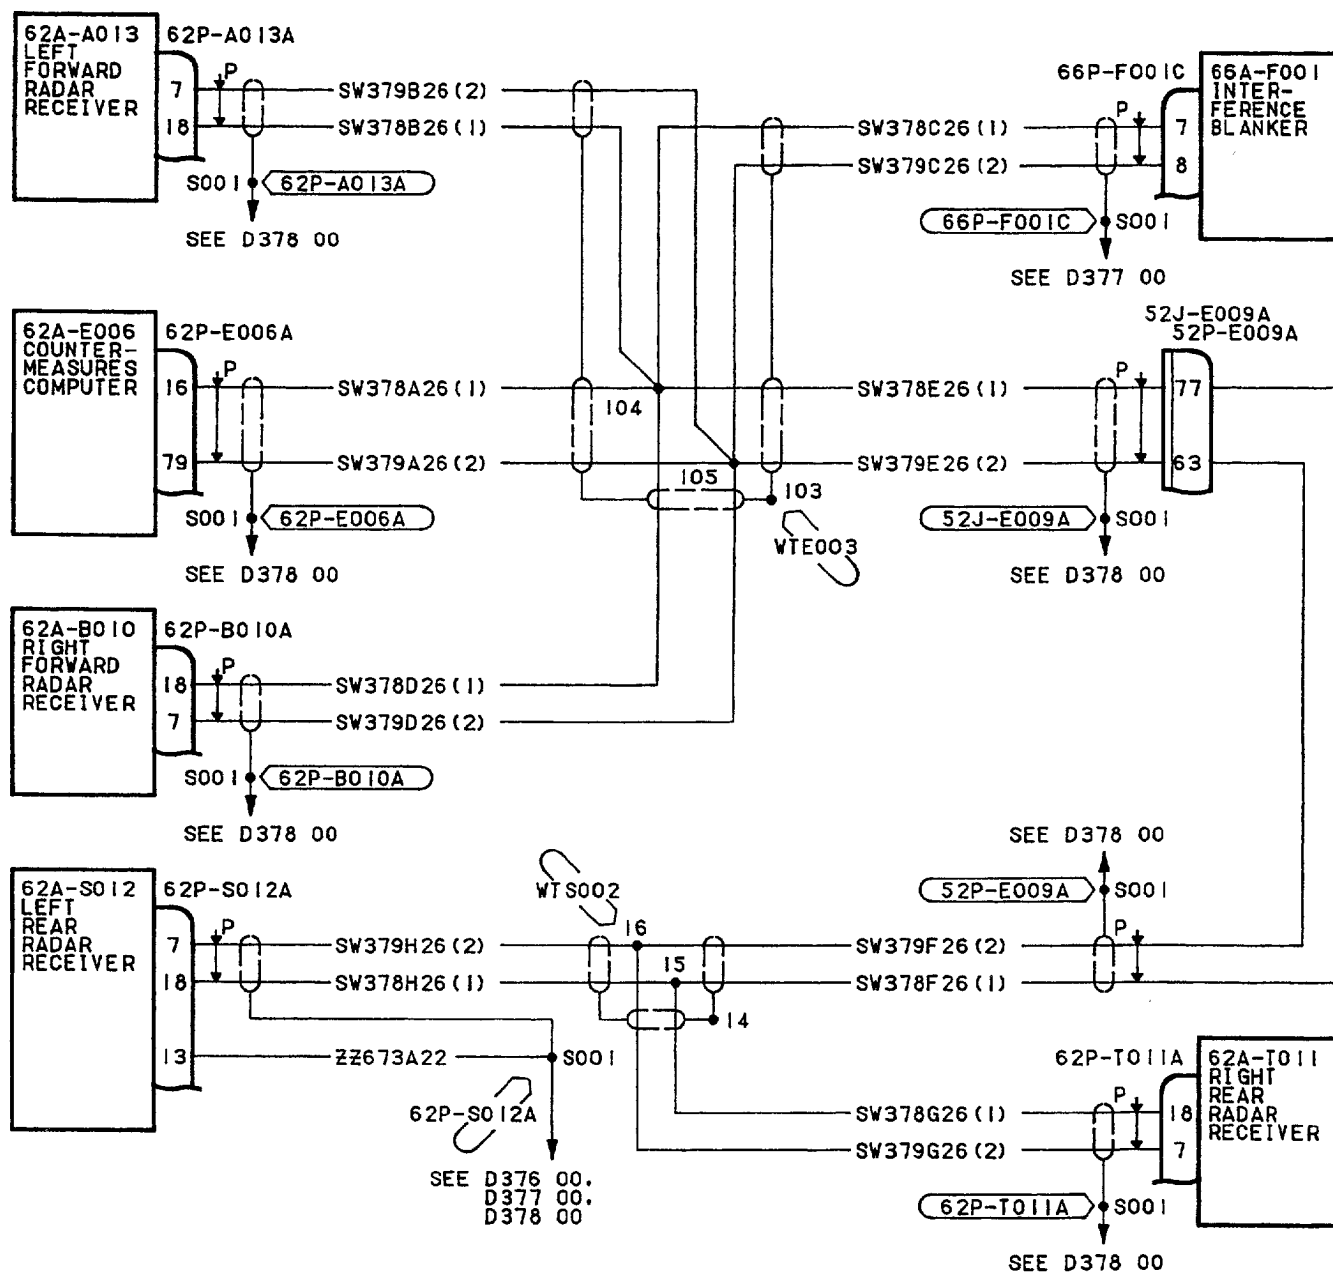 62A-A013
LEFT
FORWARD
RADAR
RECEIVER
62P-A013A
P
7
18
SW379B26(2)
SW378B26(1)
S001
62P-A013A
SEE D378 00
66P-F001C
66A-F001
INTER-
FERENCE
BLANKER
P
7
8
SW378C26(1)
SW379C26(2)
66P-F001C
S001
SEE D377 00
62A-E006
COUNTER-
MEASURES
COMPUTER
62P-E006A
P
16
79
SW378A26(1)
SW379A26(2)
S001
62P-E006A
SEE D378 00
104
105
103
WTE003
52J-E009A
52P-E009A
P
77
63
SW378E26(1)
SW379E26(2)
52J-E009A
S001
SEE D378 00
62A-B010
RIGHT
FORWARD
RADAR
RECEIVER
62P-B010A
P
18
7
SW378D26(1)
SW379D26(2)
S001
62P-B010A
SEE D378 00
SEE D378 00
52P-E009A
S001
62A-S012
LEFT
REAR
RADAR
RECEIVER
62P-S012A
P
7
18
13
SW379H26(2)
SW378H26(1)
ZZ673A22
WTS002
16
15
14
SW379F26(2)
SW378F26(1)
P
S001
62P-S012A
SEE D376 00.
D377 00.
D378 00
62P-T011A
62A-T011
RIGHT
REAR
RADAR
RECEIVER
P
18
7
SW378G26(1)
SW379G26(2)
62P-T011A
S001
SEE D378 00